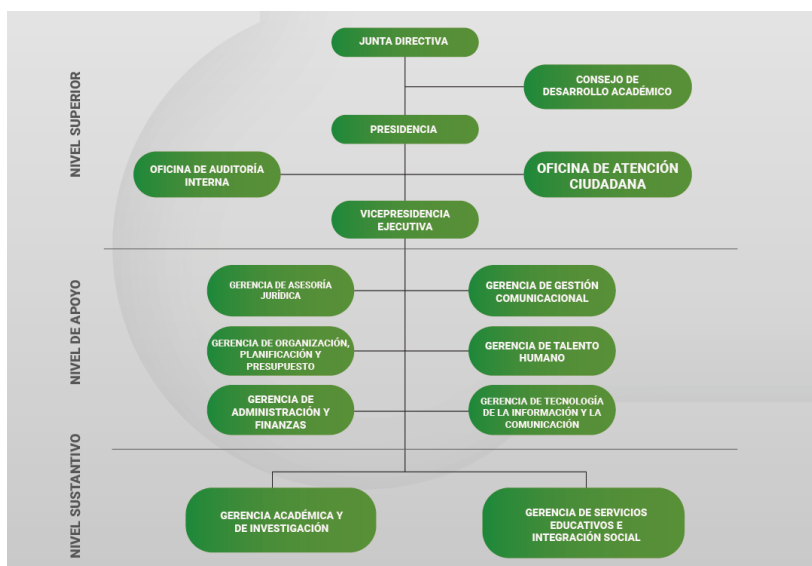 NIVEL SUPERIOR
JUNTA DIRECTIVA
CONSEJO DE
DESARROLLO ACADÉMICO
PRESIDENCIA
OFICINA DE AUDITORÍA
INTERNA
OFICINA DE ATENCIÓN
CIUDADANA
VICEPRESIDENCIA
EJECUTIVA
NIVEL DE APOYO
GERENCIA DE ASESORÍA
JURÍDICA
GERENCIA DE GESTIÓN
COMUNICACIONAL
GERENCIA DE ORGANIZACIÓN,
PLANIFICACIÓN Y
PRESUPUESTO
GERENCIA DE TALENTO
HUMANO
GERENCIA DE
ADMINISTRACIÓN Y
FINANZAS
GERENCIA DE TECNOLOGÍA
DE LA INFORMACIÓN Y LA
COMUNICACIÓN
NIVEL SUSTANTIVO
GERENCIA ACADÉMICA Y
DE INVESTIGACIÓN
GERENCIA DE SERVICIOS
EDUCATIVOS E
INTEGRACIÓN SOCIAL